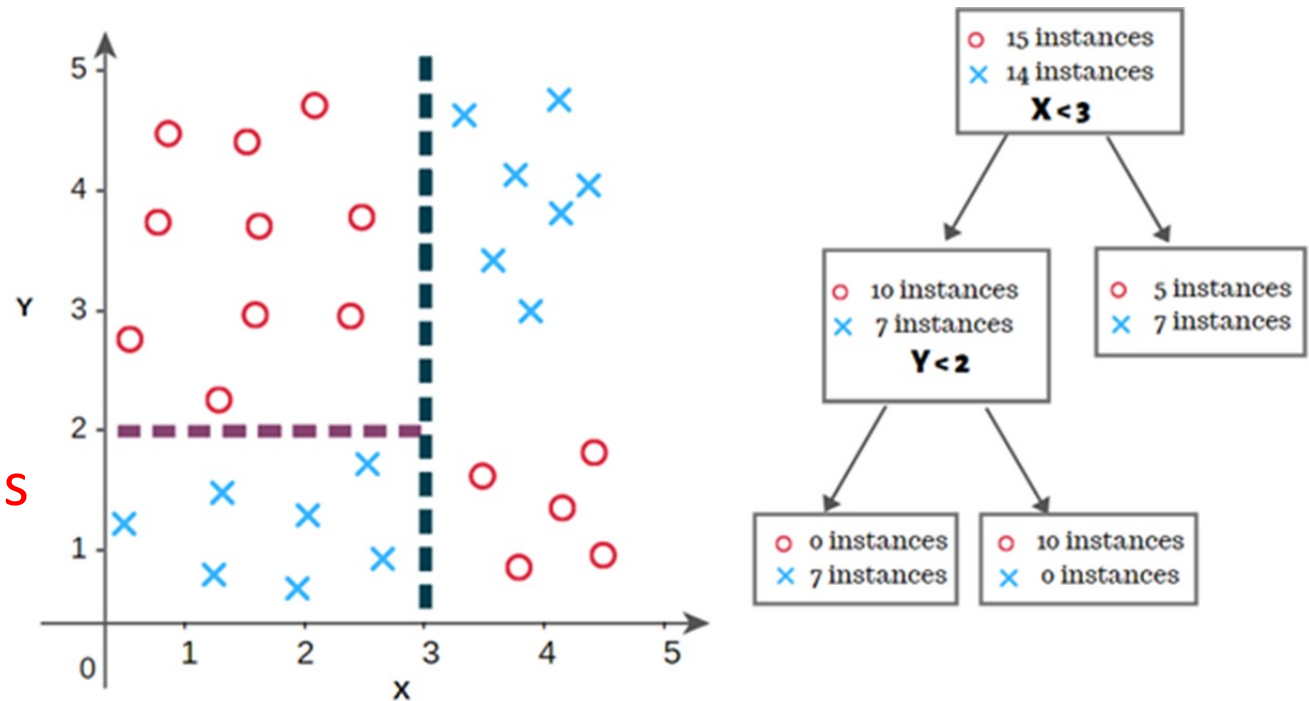 5
4
3
2
1
0
1
2
3
4
5
Y
X
S
15 instances
14 instances
X < 3
10 instances
7 instances
Y < 2
5 instances
7 instances
0 instances
7 instances
10 instances
0 instances